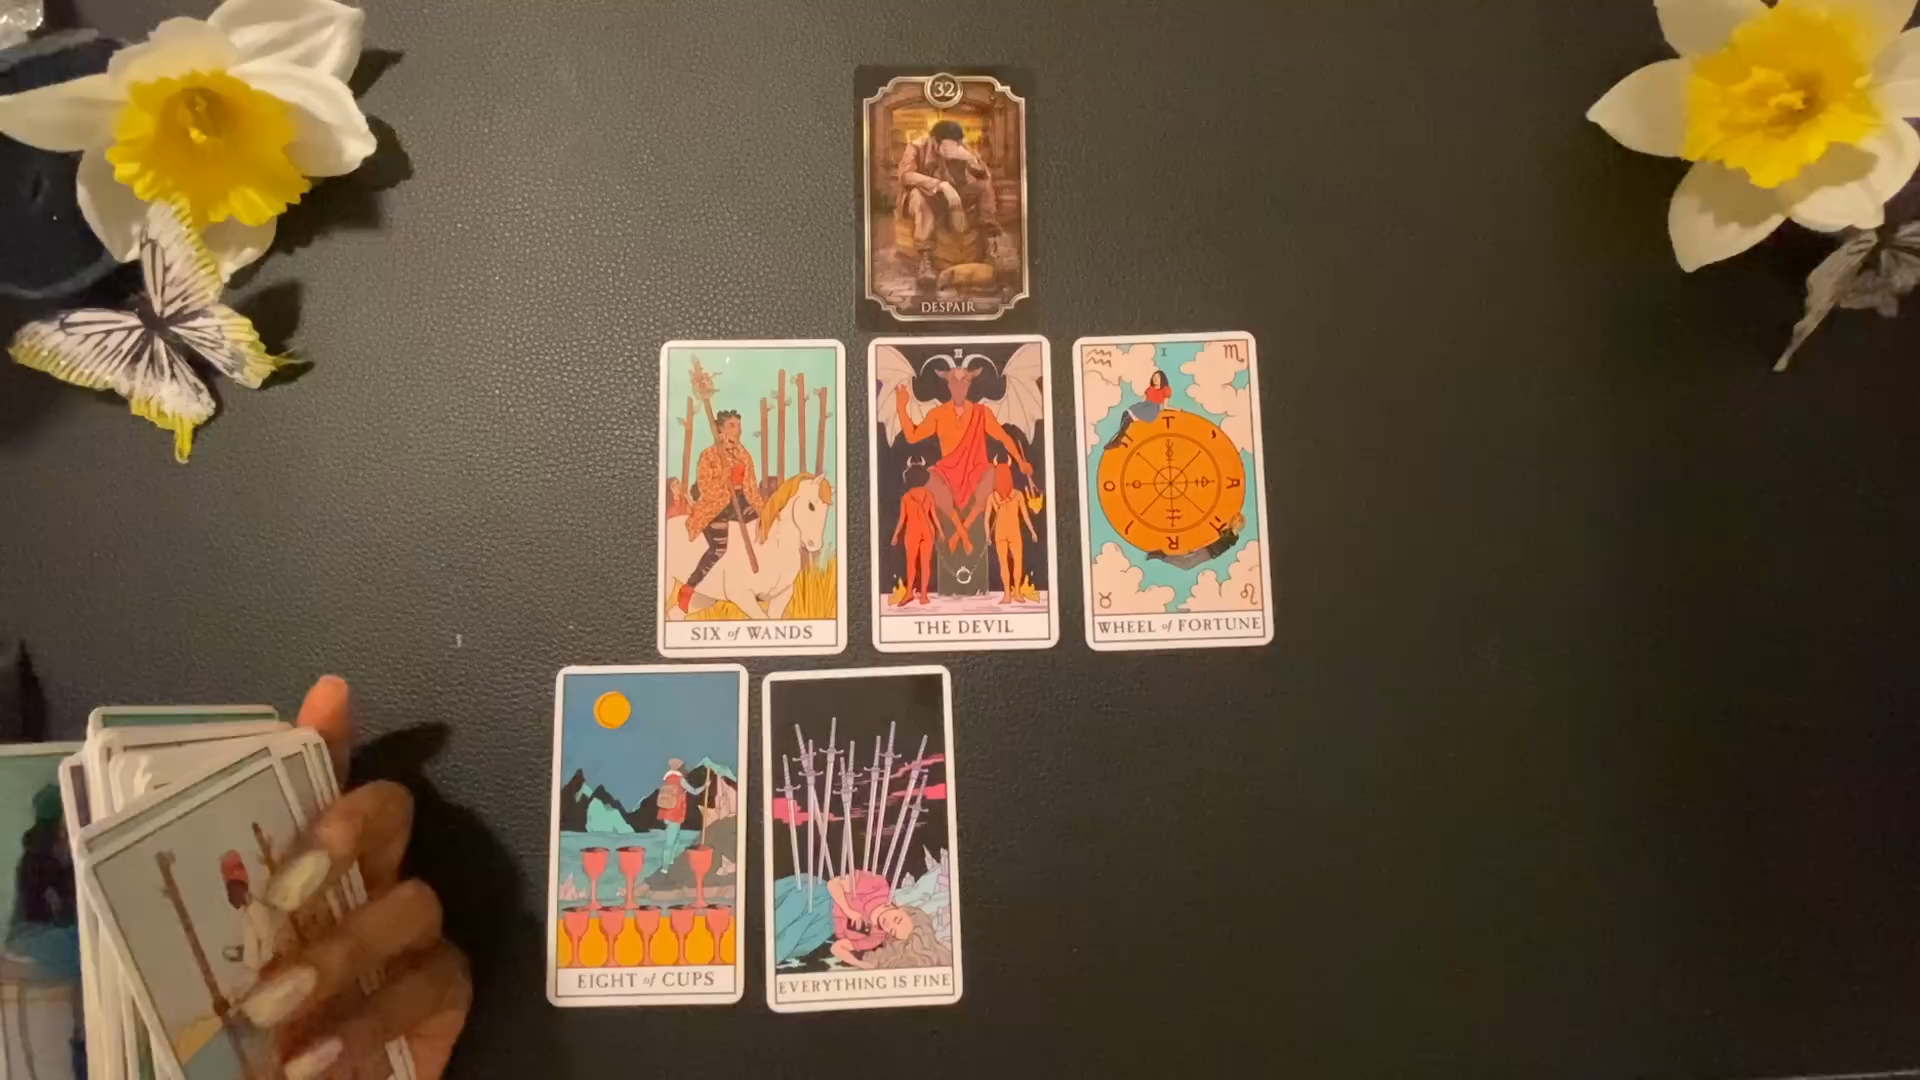 32
DESPAIR
SIX of WANDS
THE DEVIL
WHEEL of FORTUNE
EIGHT of CUPS
EVERYTHING IS FINE